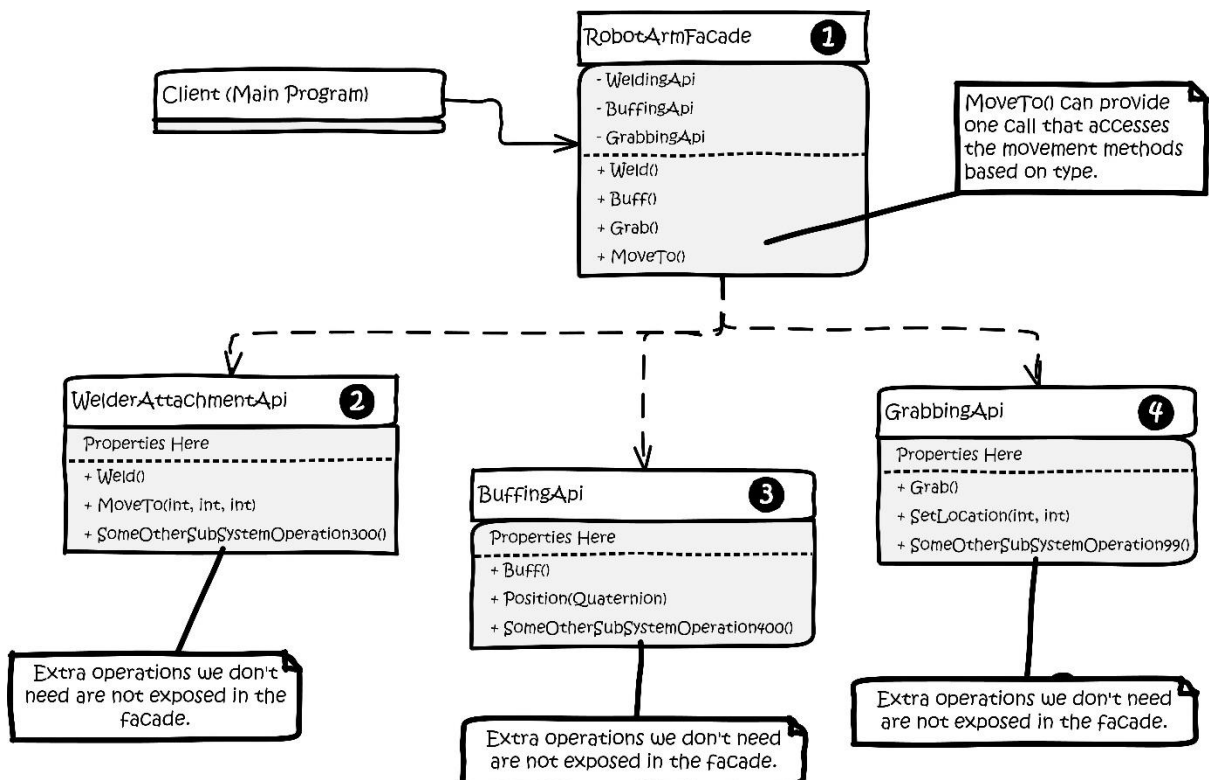 RobotArmFacade
1
- WeldingApi
- BuffingApi
- GrabbingApi
+ Weld()
+ Buff()
+ Grab()
+ MoveTo()
Client (Main Program)
MoveTo() can provide
one call that accesses
the movement methods
based on type.
WelderAttachmentApi
2
Properties Here
+ Weld()
+ MoveTo(int, int, int)
+ SomeOtherSubSystemOperation300()
BuffingApi
3
Properties Here
+ Buff()
+ Position(Quaternion)
+ SomeOtherSubSystemOperation400()
GrabbingApi
4
Properties Here
+ Grab()
+ SetLocation(int, int)
+ SomeOtherSubSystemOperation99()
Extra operations we don't
need are not exposed in the
facade.
Extra operations we don't need
are not exposed in the facade.
Extra operations we don't need
are not exposed in the facade.